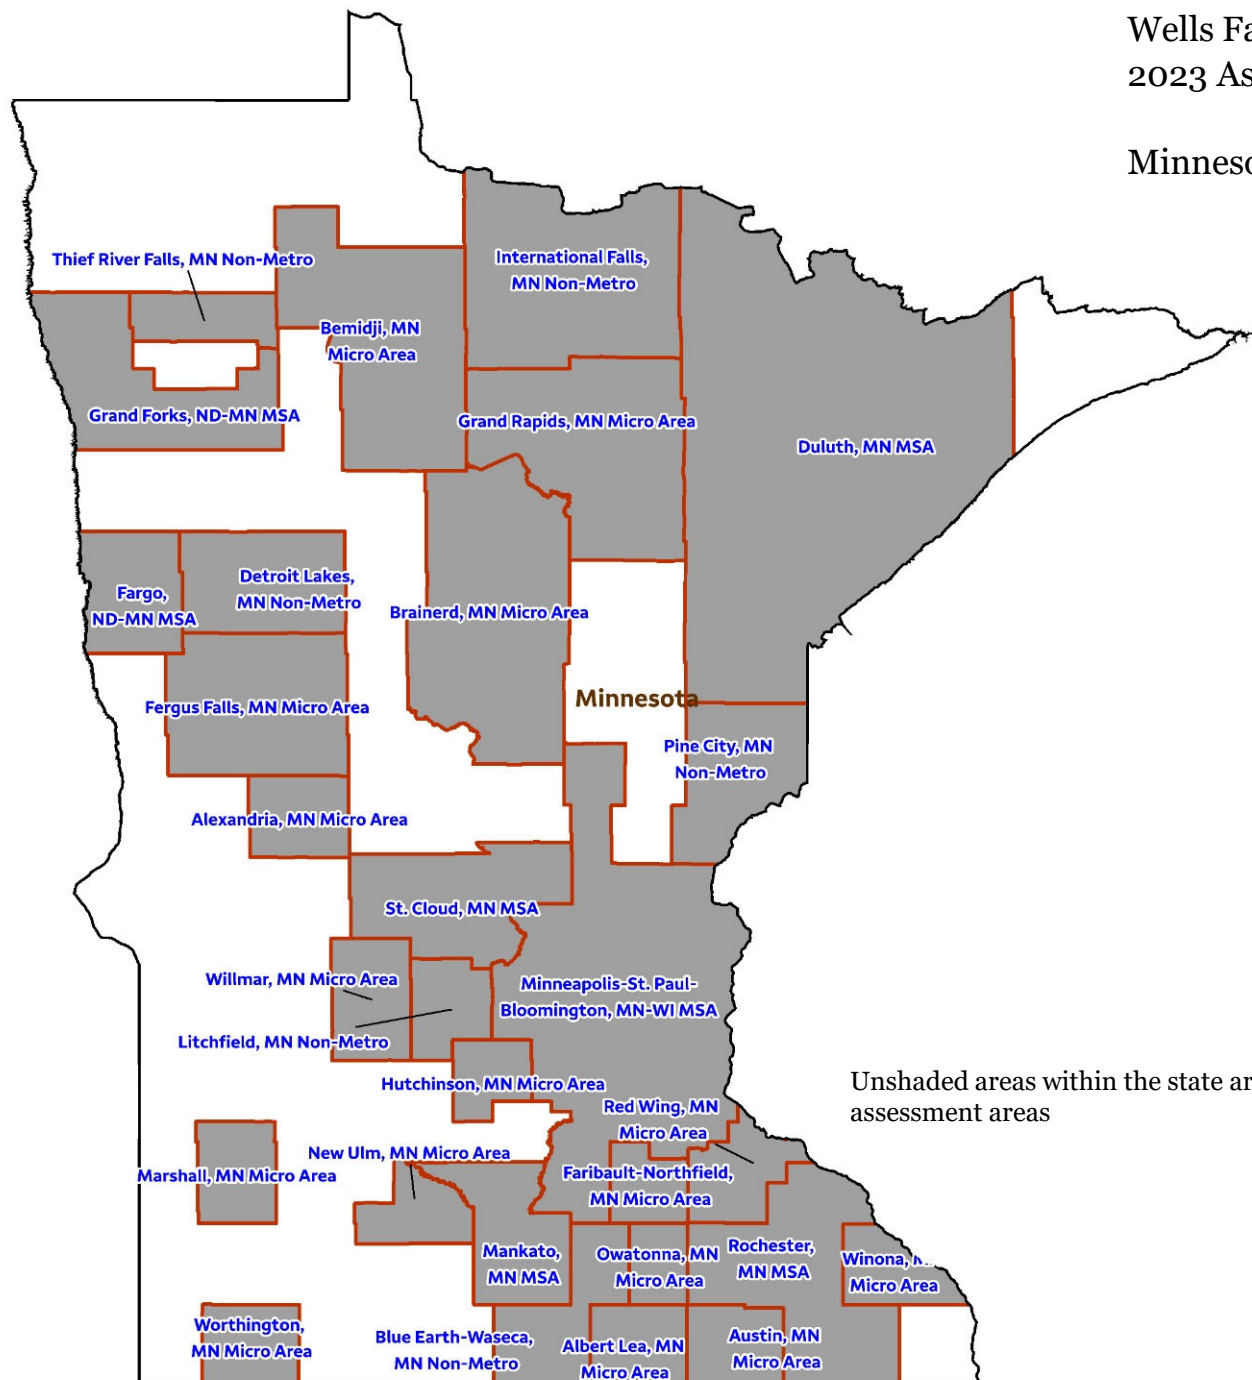 Wells
2023
Thief River Falls, MN Non-Metro
International Falls,
MN Non-Metro
Bemidji, MN
Micro Area
Grand Forks, ND-MN MSA
Grand Rapids, MN Micro Area
Duluth, MN MSA
Fargo,
ND-MN MSA
Detroit Lakes,
MN Non-Metro
Brainerd, MN Micro Area
Minnesota
Fergus Falls, MN Micro Area
Pine City, MN
Non-Metro
Alexandria, MN Micro Area
St. Cloud, MN MSA
Willmar, MN Micro Area
Minneapolis-St. Paul-
Bloomington, MN-WI MSA
Litchfield, MN Non-Metro
Hutchinson, MN Micro Area
Unshaded areas within the state
assessment areas
Red Wing, MN
Micro Area
New Ulm, MN Micro Area
Marshall, MN Micro Area
Faribault-Northfield,
MN Micro Area
Mankato,
MN MSA
Owatonna, MN
Micro Area
Rochester,
MN MSA
Winona,
Micro Area
Worthington,
MN Micro Area
Blue Earth-Waseca,
MN Non-Metro
Albert Lea, MN
Micro Area
Austin, MN
Micro Area